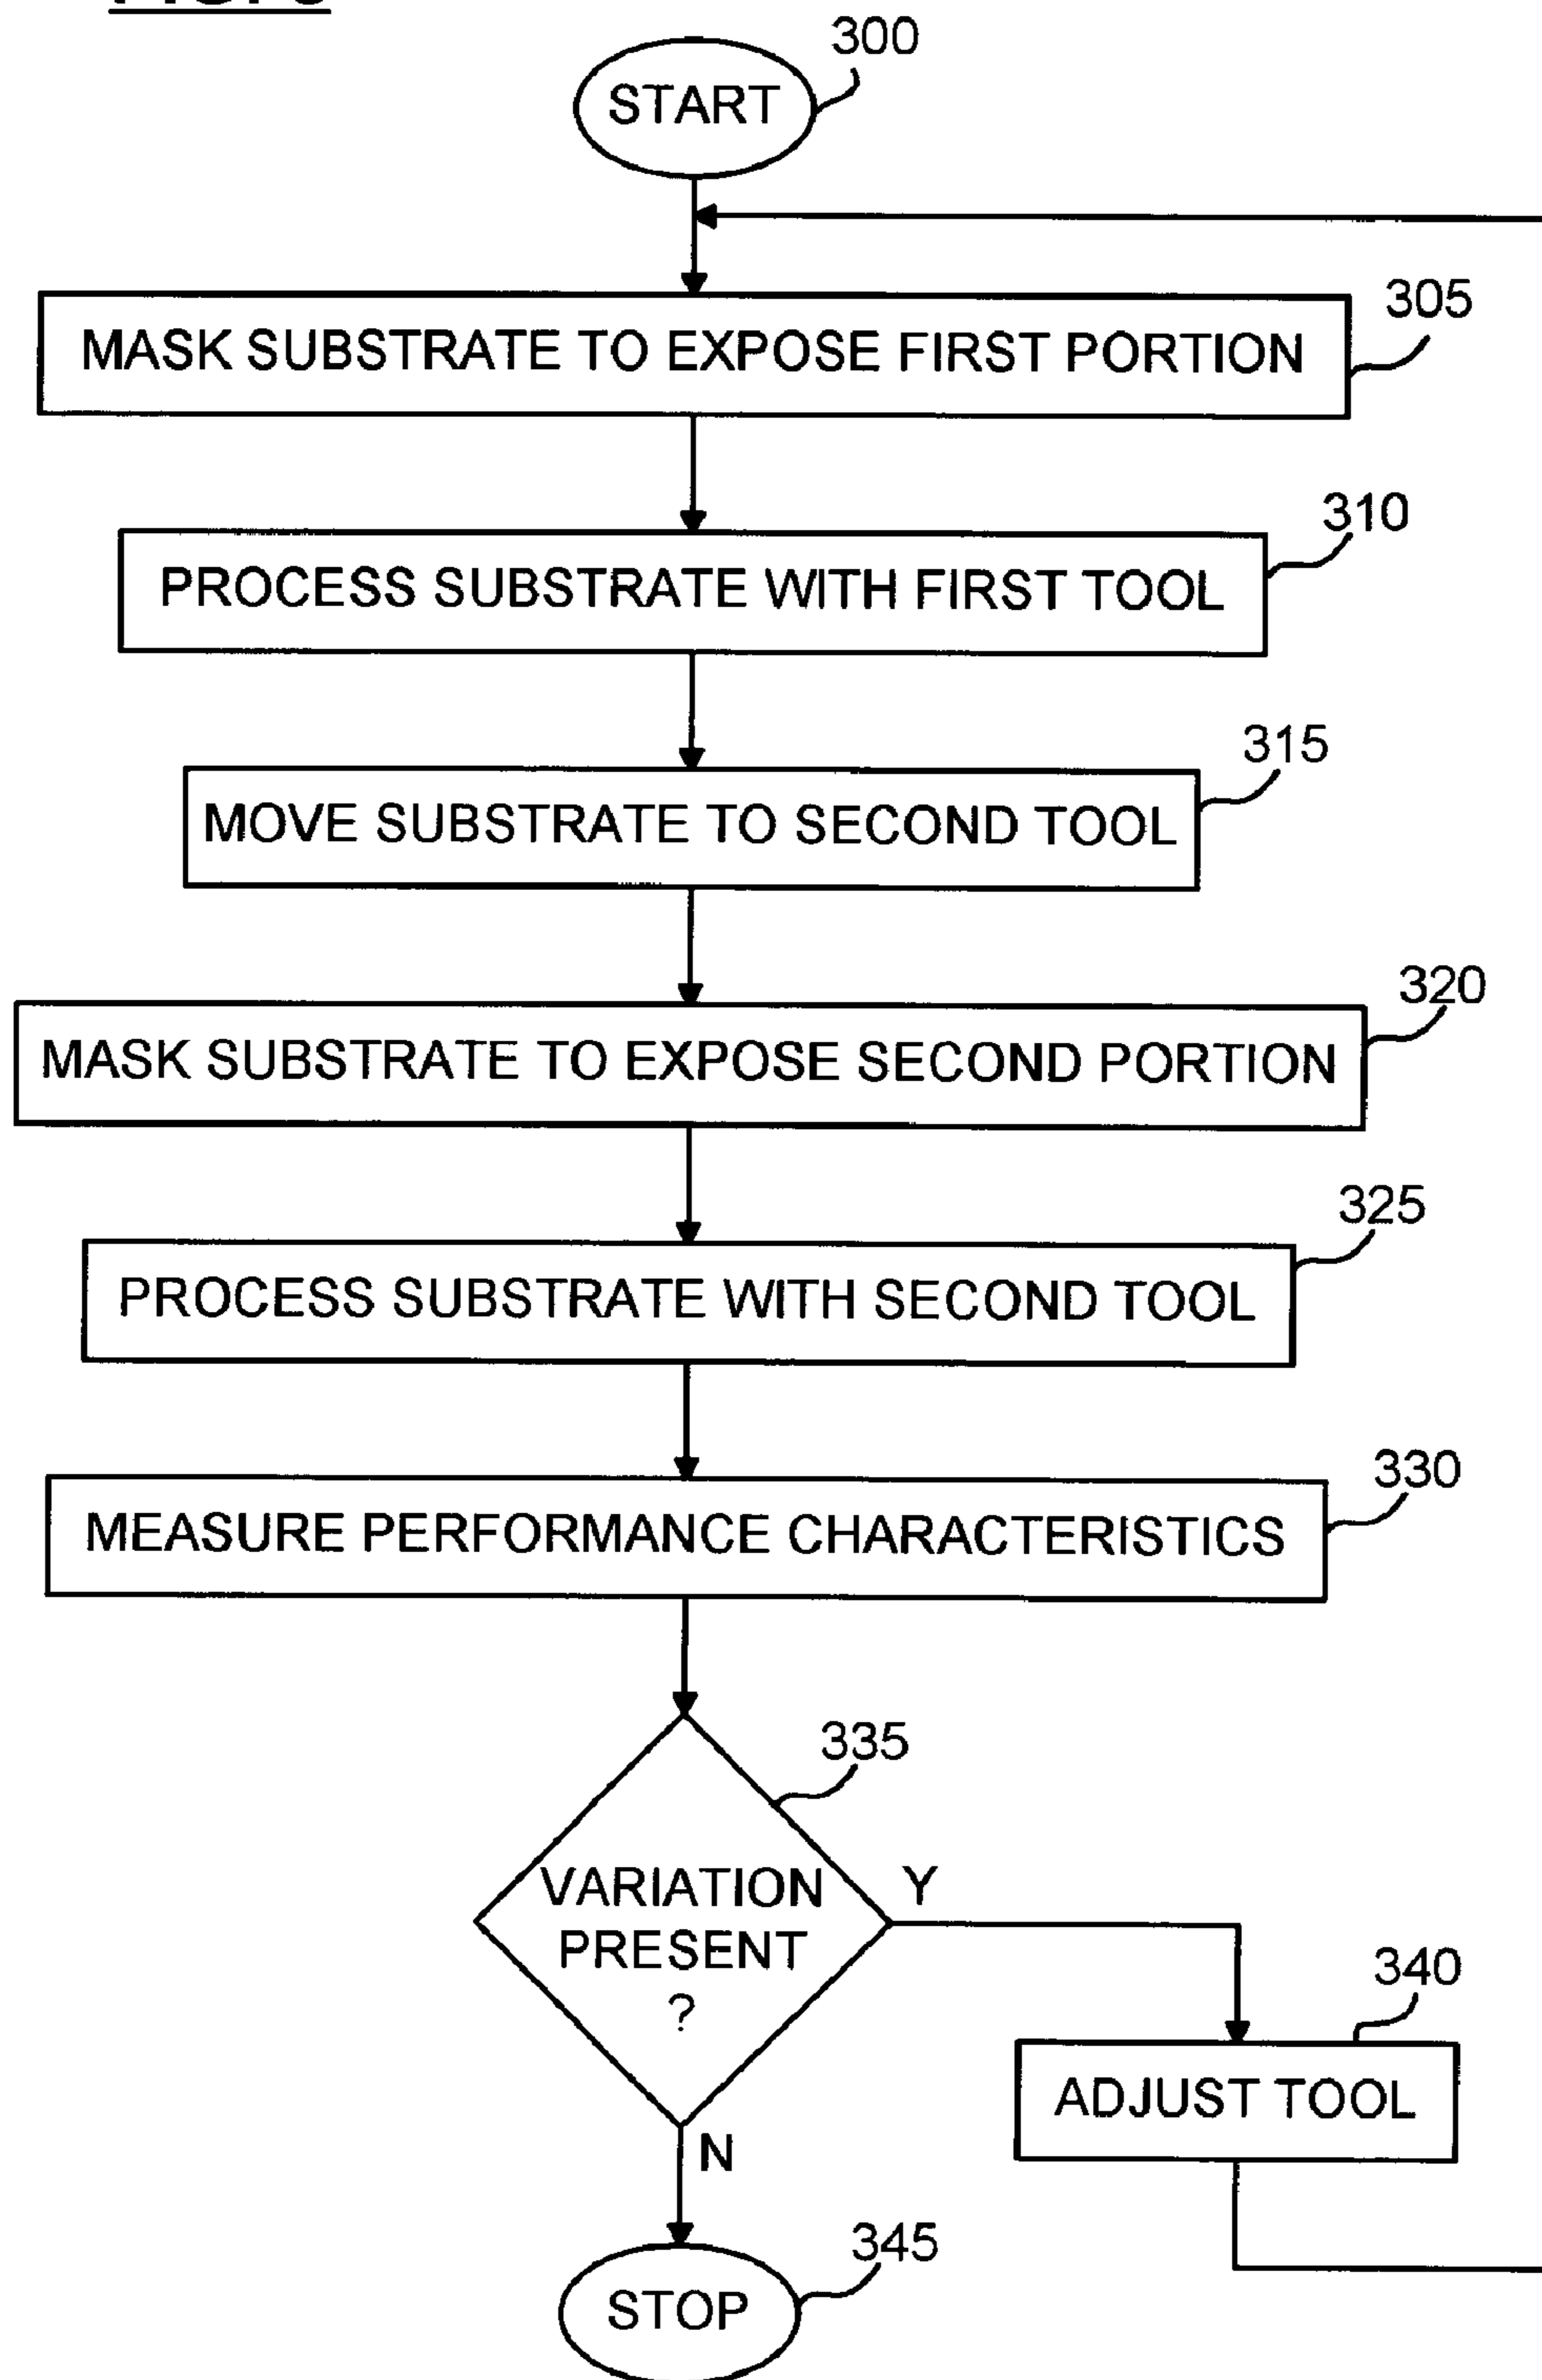 300
START
305
MASK SUBSTRATE TO EXPOSE FIRST PORTION
310
PROCESS SUBSTRATE WITH FIRST TOOL
315
MOVE SUBSTRATE TO SECOND TOOL
320
MASK SUBSTRATE TO EXPOSE SECOND PORTION
325
PROCESS SUBSTRATE WITH SECOND TOOL
330
MEASURE PERFORMANCE CHARACTERISTICS
335
VARIATION
PRESENT
?
Y
340
ADJUST TOOL
N
345
STOP